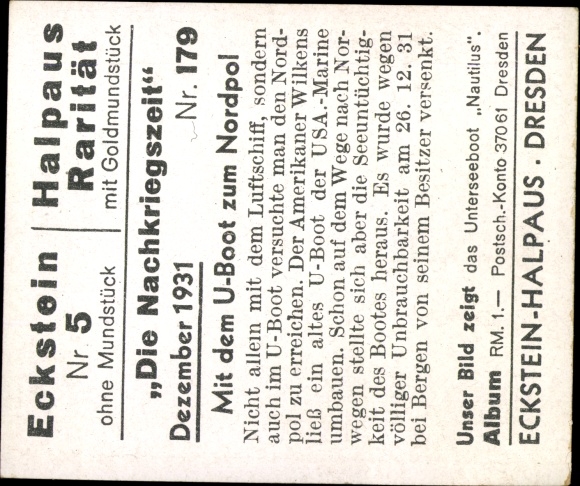 Eckstein
Nr. 5
ohne Mundstück
Halpaus
Rarität
mit Goldmundstück
„Die Nachkriegszeit“
Dezember 1931 Nr. 179
Mit dem U-Boot zum Nordpol
Nicht allein mit dem Luftschiff, sondern
auch im U-Boot versuchte man den Nord-
pol zu erreichen. Der Amerikaner Wilkens
ließ ein altes U-Boot der USA.-Marine
umbauen. Schon auf dem Wege nach Nor-
wegen stellte sich aber die Seeuntüchtig-
keit des Bootes heraus. Es wurde wegen
völliger Unbrauchbarkeit am 26. 12. 31
bei Bergen von seinem Besitzer versenkt.
Unser Bild zeigt das Unterseeboot „Nautilus“.
Album RM. 1.— Postsch.-Konto 37061 Dresden
ECKSTEIN-HALPAUS · DRESDEN